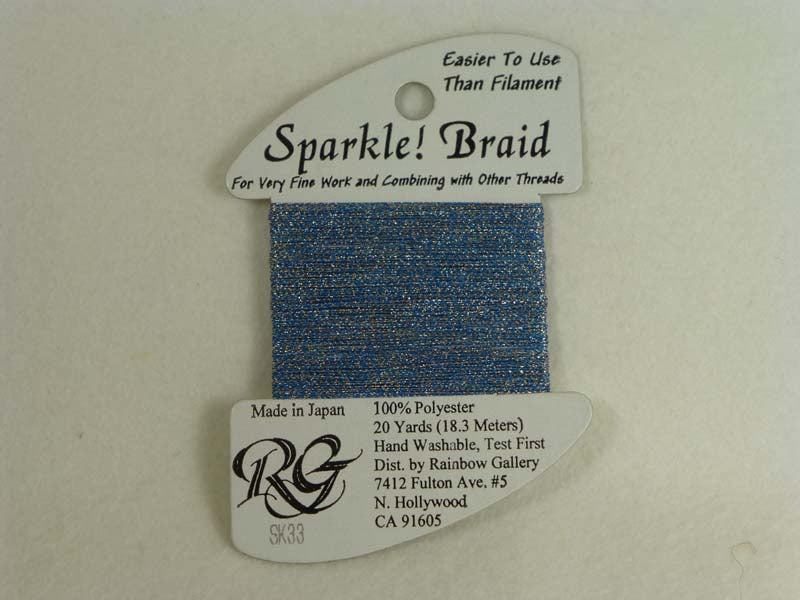 Easier To Use
Than Filament
Sparkle! Braid
For Very Fine Work and Combining with Other Threads
Made in Japan
RG
SK33
100% Polyester
20 Yards (18.3 Meters)
Hand Washable, Test First
Dist. by Rainbow Gallery
7412 Fulton Ave, #5
N. Hollywood
CA 91605